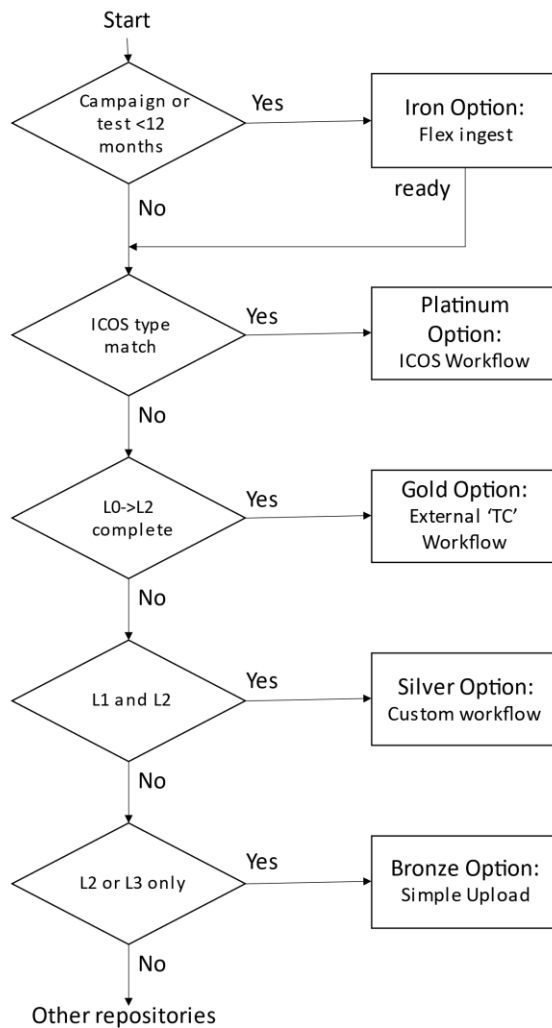 Start
Campaign or
test <12
months
Yes
Iron Option:
Flex ingest
ready
No
ICOS type
match
Yes
Platinum
Option:
ICOS Workflow
No
L0->L2
complete
Yes
Gold Option:
External ‘TC’
Workflow
No
L1 and L2
Yes
Silver Option:
Custom workflow
No
L2 or L3 only
Yes
Bronze Option:
Simple Upload
No
Other repositories